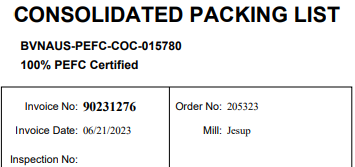 CONSOLIDATED PACKING LIST
BVNAUS-PEFC-COC-015780
100% PEFC Certified
Invoice No: 90231276 Order No: 205323
Invoice Date: 06/21/2023 Mill: Jesup
Inspection No: